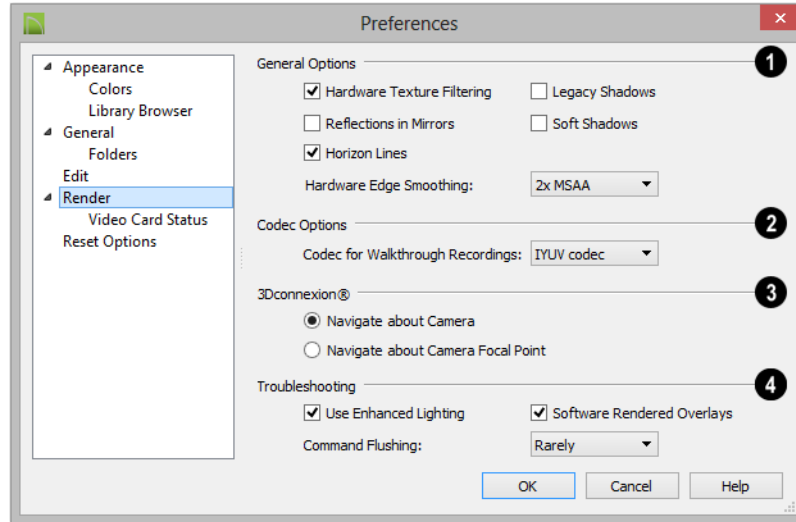 Preferences
Appearance
Colors
Library Browser
General
Folders
Edit
Render
Video Card Status
Reset Options
General Options 1
Hardware Texture Filtering Legacy Shadows
Reflections in Mirrors Soft Shadows
Horizon Lines
Hardware Edge Smoothing: 2x MSAA
Codec Options 2
Codec for Walkthrough Recordings: IYUV codec
3Dconnexion® 3
Navigate about Camera
Navigate about Camera Focal Point
Troubleshooting 4
Use Enhanced Lighting Software Rendered Overlays
Command Flushing: Rarely
OK Cancel Help